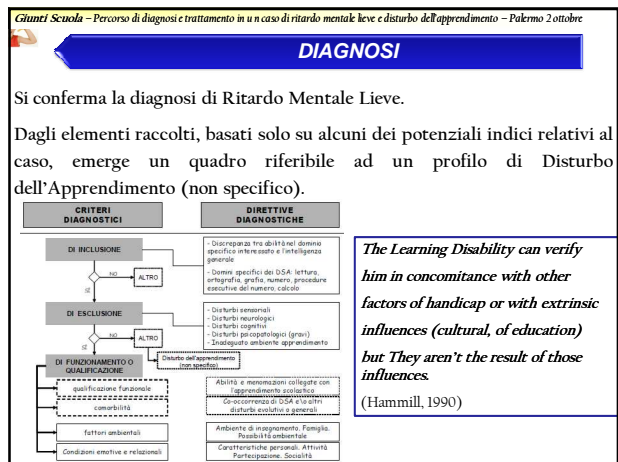 Giunti Scuola – Percorso di diagnosi e trattamento in un caso di ritardo mentale lieve e disturbo dell'apprendimento – Palermo 2 ottobre
DIAGNOSI
Si conferma la diagnosi di Ritardo Mentale Lieve.
Dagli elementi raccolti, basati solo su alcuni dei potenziali indici relativi al
caso, emerge un quadro riferibile ad un profilo di Disturbo
dell'Apprendimento (non specifico).
CRITERI
DIAGNOSTICI
DIRETTIVE
DIAGNOSTICHE
DI INCLUSIONE
- Discrepanza tra abilità nel dominio
specifico interessato e l'intelligenza
generale
- Domini specifici dei DSA: lettura,
ortografia, grafia, numero, procedure
esecutive del numero, calcolo
NO
ALTRO
SI
DI ESCLUSIONE
- Disturbi sensoriali
- Disturbi neurologici
- Disturbi cognitivi
- Disturbi psicopatologici (gravi)
- Inadeguato ambiente apprendimento
NO
ALTRO
SI
Disturbo dell'apprendimento
(non specifico)
DI FUNZIONAMENTO O
QUALIFICAZIONE
qualificazione funzionale
Abilità e menomazioni collegate con
l'apprendimento scolastico
comorbilità
Co-occorrenza di DSA e\o altri
disturbi evolutivi o generali
fattori ambientali
Ambiente di insegnamento. Famiglia.
Possibilità ambientale
Condizioni emotive e relazionali
Caratteristiche personali. Attività
Partecipazione. Socialità
The Learning Disability can verify
him in concomitance with other
factors of handicap or with extrinsic
influences (cultural, of education)
but They aren't the result of those
influences.
(Hammill, 1990)